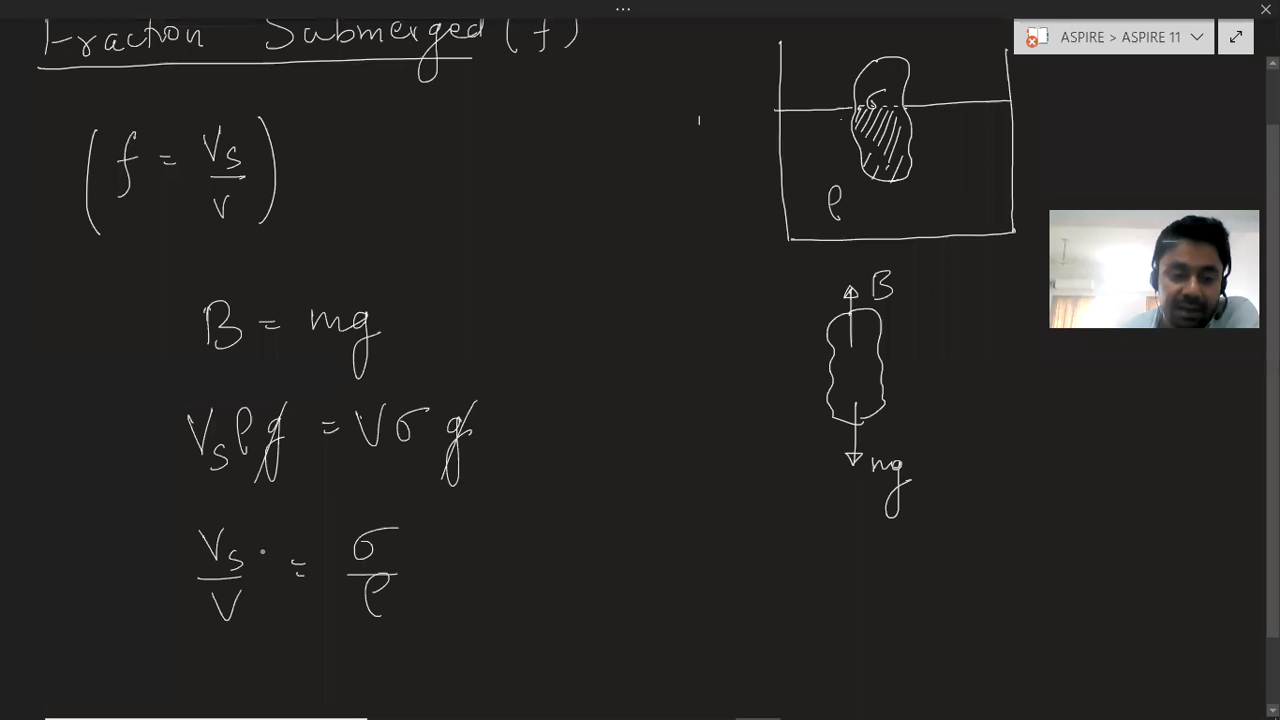 Fraction Submerged (f)
ASPIRE > ASPIRE 11
(f = Vs/v)
σ
ρ
B
B = mg
Vsρg = Vσg
mg
Vs/V = σ/ρ